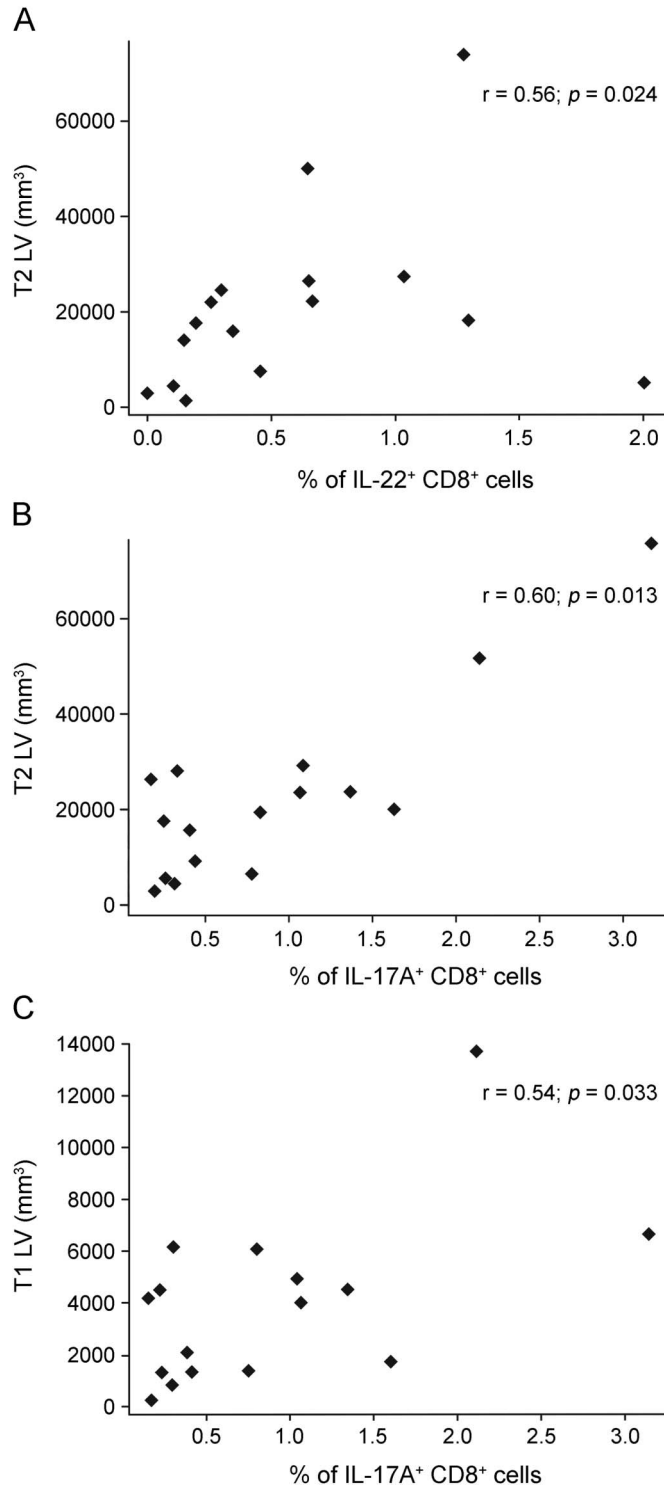 A
r = 0.56; p = 0.024
T2 LV (mm³)
60000
40000
20000
0
0.0 0.5 1.0 1.5 2.0
% of IL-22⁺ CD8⁺ cells
B
r = 0.60; p = 0.013
T2 LV (mm³)
60000
40000
20000
0
0.5 1.0 1.5 2.0 2.5 3.0
% of IL-17A⁺ CD8⁺ cells
C
r = 0.54; p = 0.033
T1 LV (mm³)
14000
12000
10000
8000
6000
4000
2000
0
0.5 1.0 1.5 2.0 2.5 3.0
% of IL-17A⁺ CD8⁺ cells